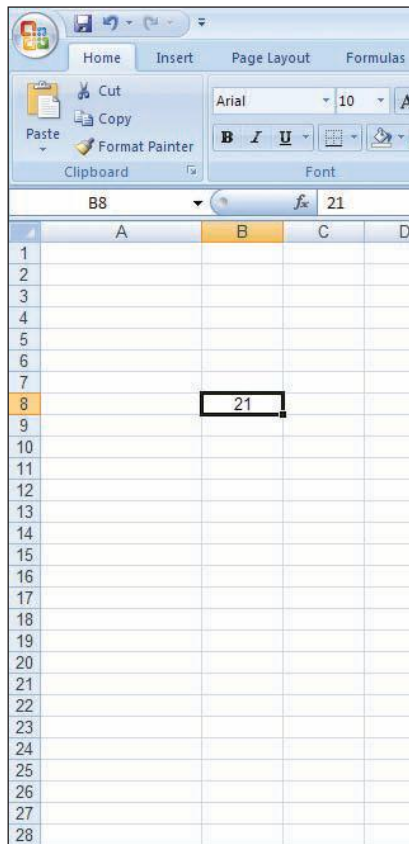 Home Insert Page Layout Formulas
Cut
Copy
Format Painter
Paste
Arial 10 A
B I U
Clipboard Font
B8 fx 21
A B C D
1
2
3
4
5
6
7
8 21
9
10
11
12
13
14
15
16
17
18
19
20
21
22
23
24
25
26
27
28